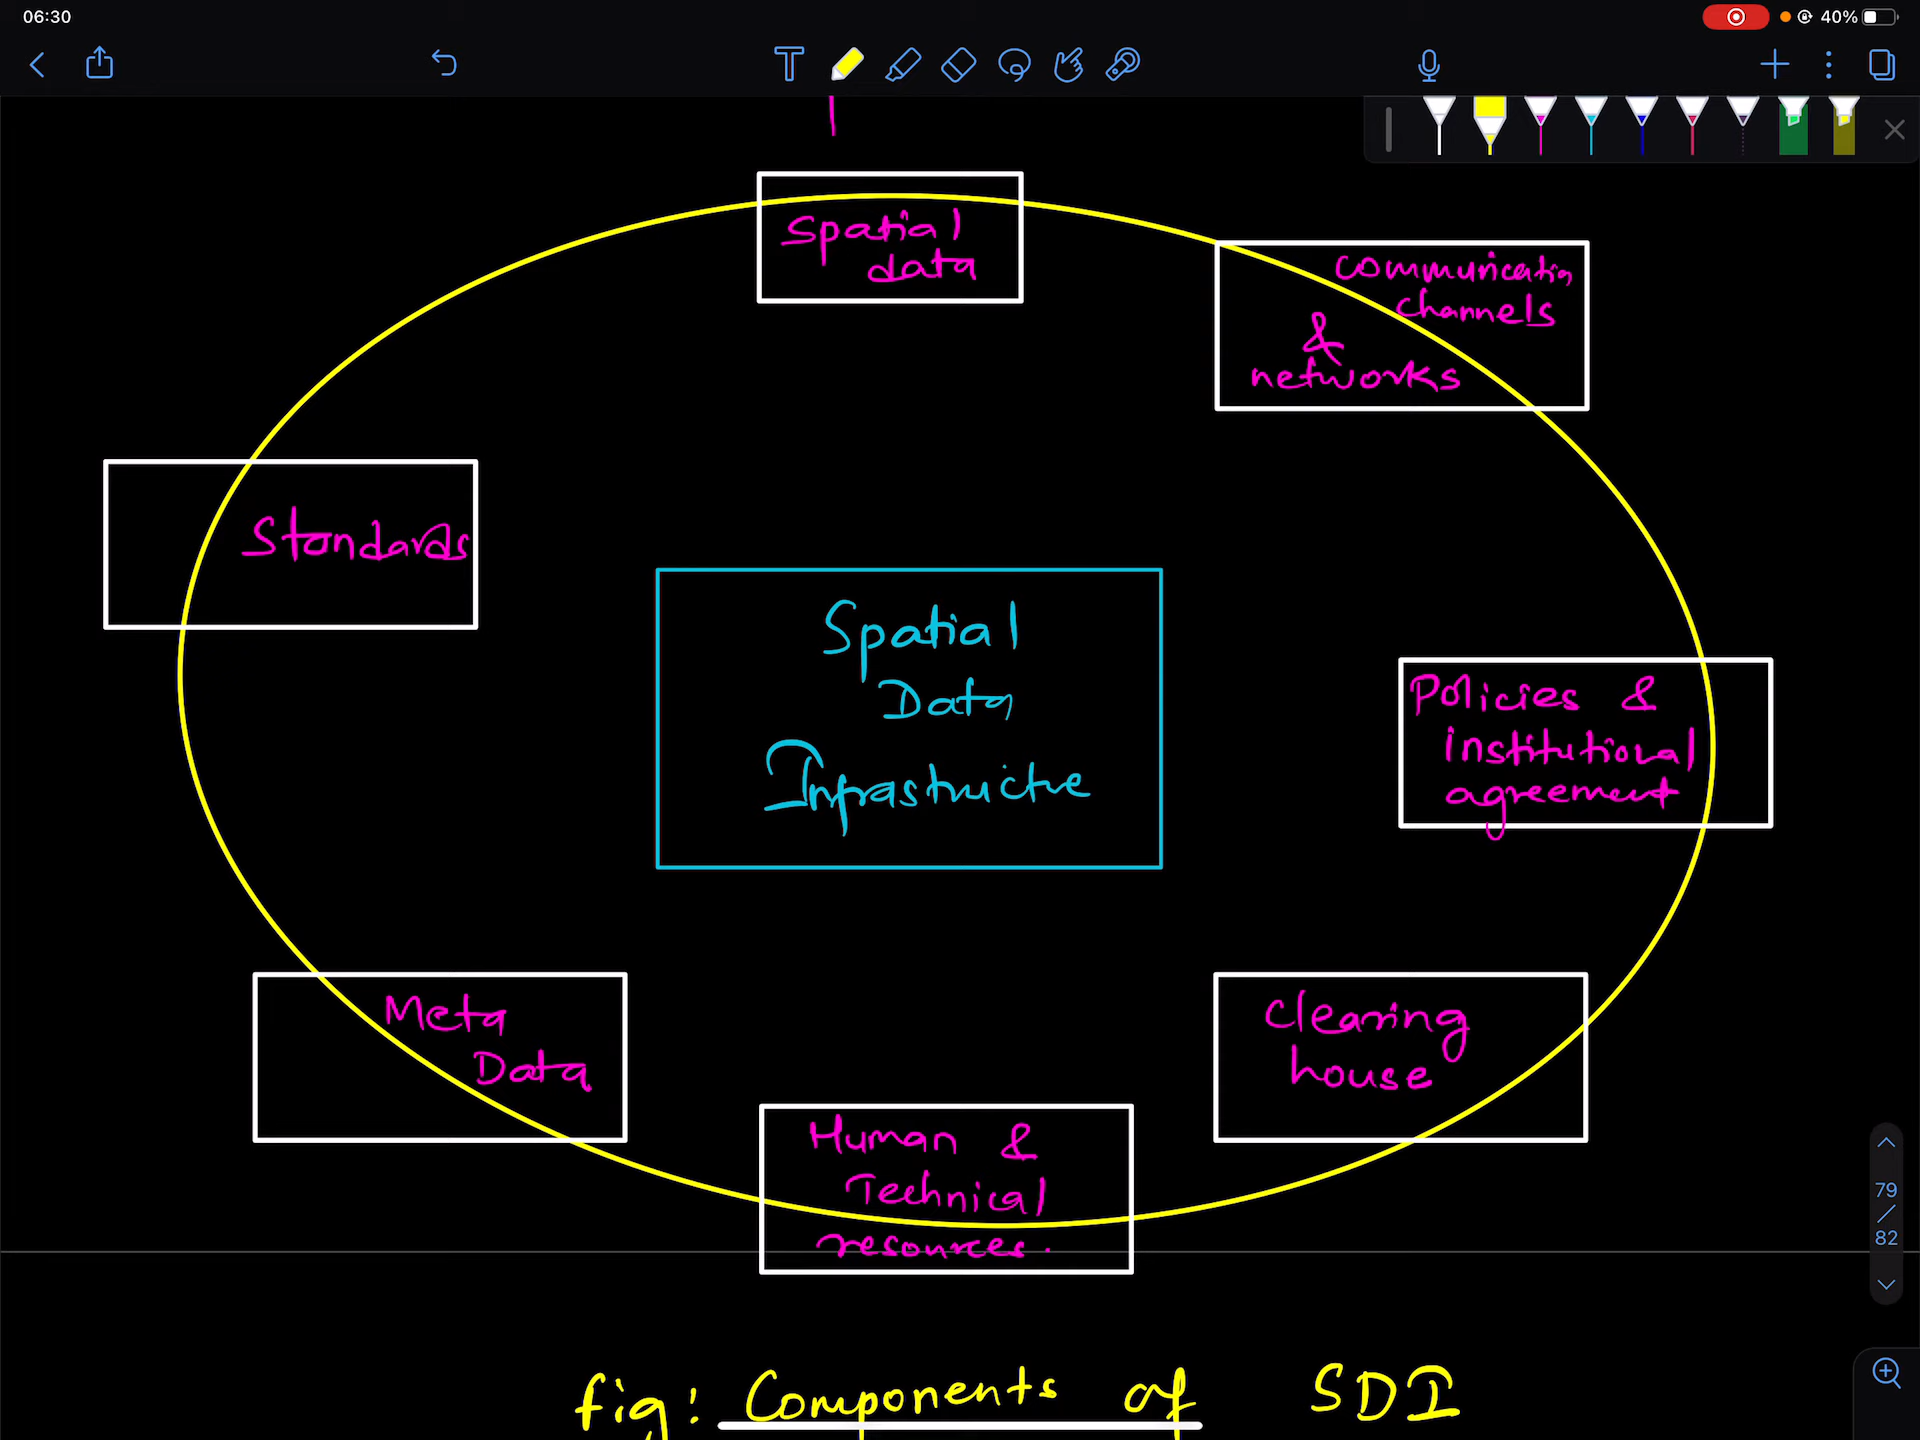 06:30
40%
Spatial
data
communication
channels
&
networks
Standards
Spatial
Data
Infrastructure
Policies &
institutional
agreement
Meta
Data
Clearing
house
Human &
Technical
resources.
79
/
82
fig: Components of SDI